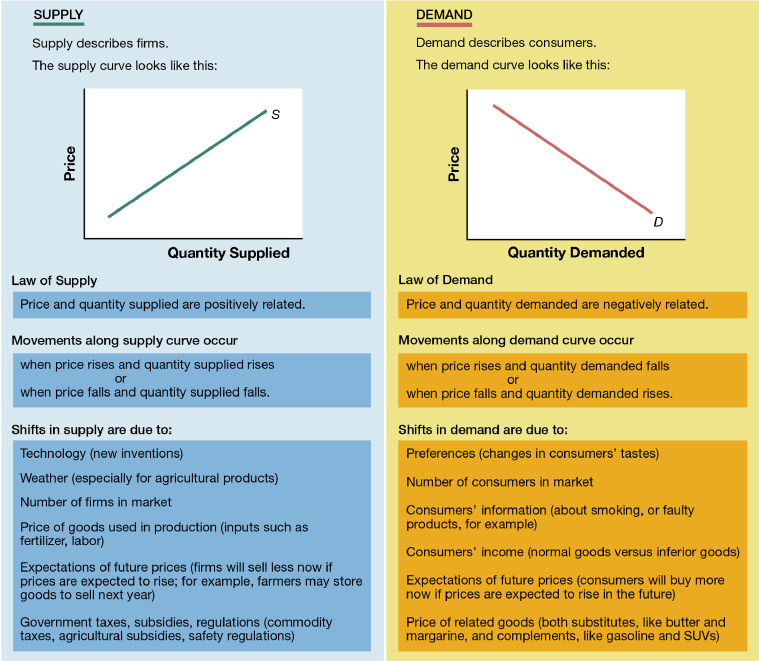 SUPPLY
Supply describes firms.
The supply curve looks like this:
S
Price
Quantity Supplied
Law of Supply
Price and quantity supplied are positively related.
Movements along supply curve occur
when price rises and quantity supplied rises
or
when price falls and quantity supplied falls.
Shifts in supply are due to:
Technology (new inventions)
Weather (especially for agricultural products)
Number of firms in market
Price of goods used in production (inputs such as
fertilizer, labor)
Expectations of future prices (firms will sell less now if
prices are expected to rise; for example, farmers may store
goods to sell next year)
Government taxes, subsidies, regulations (commodity
taxes, agricultural subsidies, safety regulations)
DEMAND
Demand describes consumers.
The demand curve looks like this:
Price
D
Quantity Demanded
Law of Demand
Price and quantity demanded are negatively related.
Movements along demand curve occur
when price rises and quantity demanded falls
or
when price falls and quantity demanded rises.
Shifts in demand are due to:
Preferences (changes in consumers' tastes)
Number of consumers in market
Consumers' information (about smoking, or faulty
products, for example)
Consumers' income (normal goods versus inferior goods)
Expectations of future prices (consumers will buy more
now if prices are expected to rise in the future)
Price of related goods (both substitutes, like butter and
margarine, and complements, like gasoline and SUVs)